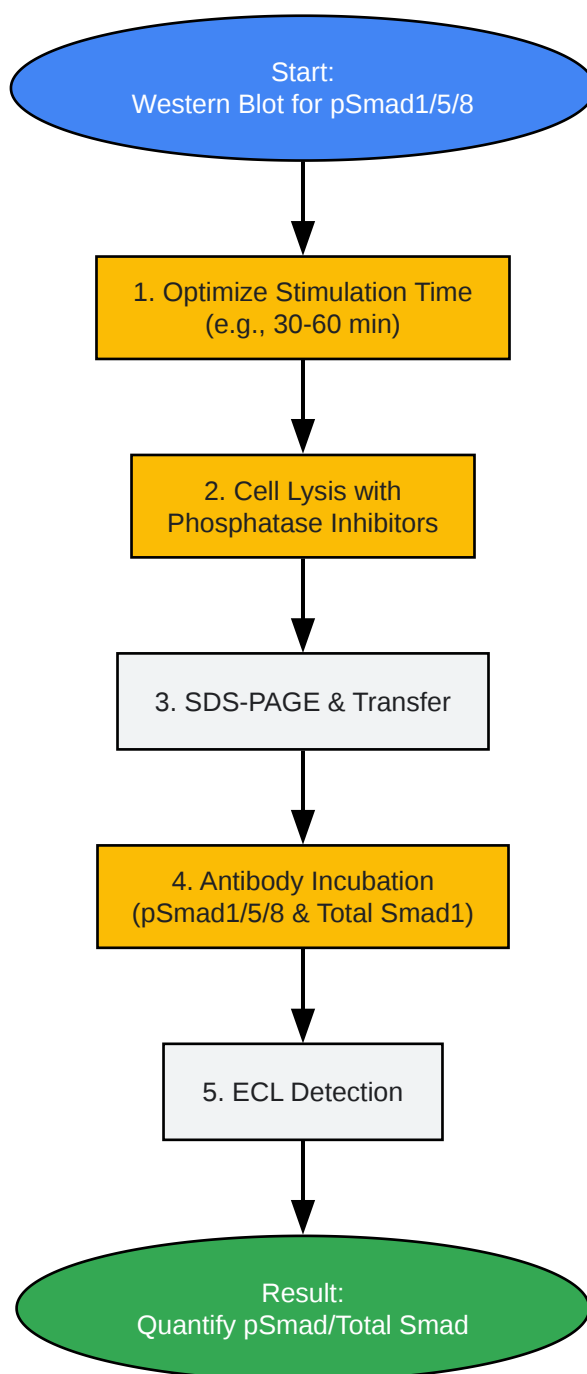 Start:
Western Blot for pSmad1/5/8
1. Optimize Stimulation Time
(e.g., 30-60 min)
2. Cell Lysis with
Phosphatase Inhibitors
3. SDS-PAGE & Transfer
4. Antibody Incubation
(pSmad1/5/8 & Total Smad1)
5. ECL Detection
Result:
Quantify pSmad/Total Smad